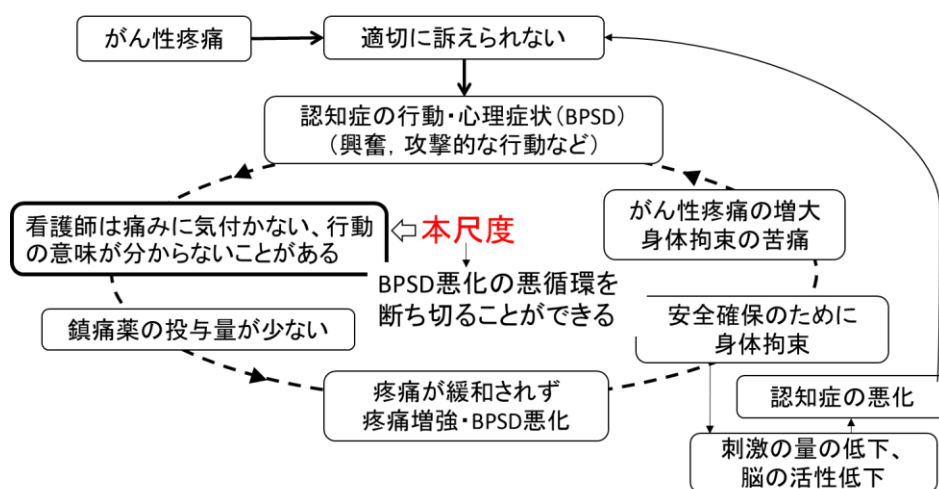 がん性疼痛
適切に訴えられない
認知症の行動・心理症状（BPSD）
（興奮，攻撃的な行動など）
看護師は痛みに気付かない、行動
の意味が分からないことがある
本尺度
がん性疼痛の増大
身体拘束の苦痛
BPSD悪化の悪循環を
断ち切ることができる
鎮痛薬の投与量が少ない
安全確保のために
身体拘束
疼痛が緩和されず
疼痛増強・BPSD悪化
認知症の悪化
刺激の量の低下、
脳の活性低下